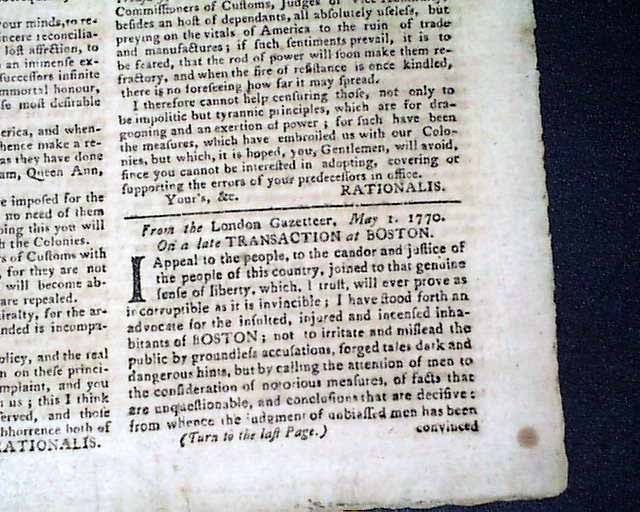 your minds, to re-
sincere reconcilia-
lost affection, to
an immense ex-
successors infinite
immortal honour,
se most desirable
erica, and when-
hence make a re-
as they have done
am, Queen Ann,
e imposed for the
no need of them
oing this you will
h the Colonies.
rs of Customs with
, for they are not
will become ab-
are repealed.
miralty, for the ar-
unded is incompa-
olicy, and the real
n on these princi-
mplaint, and you
n us; this I think
ferved, and those
bhorrence both of
RATIONALIS.
Commissioners of Customs, Judges of Vice
besides an host of dependants, all absolutely useless, but
preying on the vitals of America to the ruin of trade
and manufactures; if such sentiments prevail, it is to
be feared, that the rod of power will soon make them re-
fractory, and when the fire of resistance is once kindled,
there is no foreseeing how far it may spread.
I therefore cannot help censuring those, not only to
be impolitic but tyrannic principles, which are for dra-
gooning and an exertion of power; for such have been
the measures, which have embroiled us with our Colo-
nies, but which, it is hoped, you, Gentlemen, will avoid,
since you cannot be interested in adopting, covering or
supporting the errors of your predecessors in office.
Your's, &c. RATIONALIS.
From the London Gazetteer, May 1. 1770.
On a late TRANSACTION at BOSTON.
I Appeal to the people, to the candor and justice of
the people of this country, joined to that genuine
sense of liberty, which, I trust, will ever prove as
incorruptible as it is invincible; I have stood forth an
advocate for the insulted, injured and incensed inha-
bitants of BOSTON; not to irritate and mislead the
public by groundless accusations, forged tales dark and
dangerous hints, but by calling the attention of men to
the consideration of notorious measures, of facts that
are unquestionable, and conclusions that are decisive:
from whence the judgment of unbiassed men has been
(Turn to the last Page.) convinced